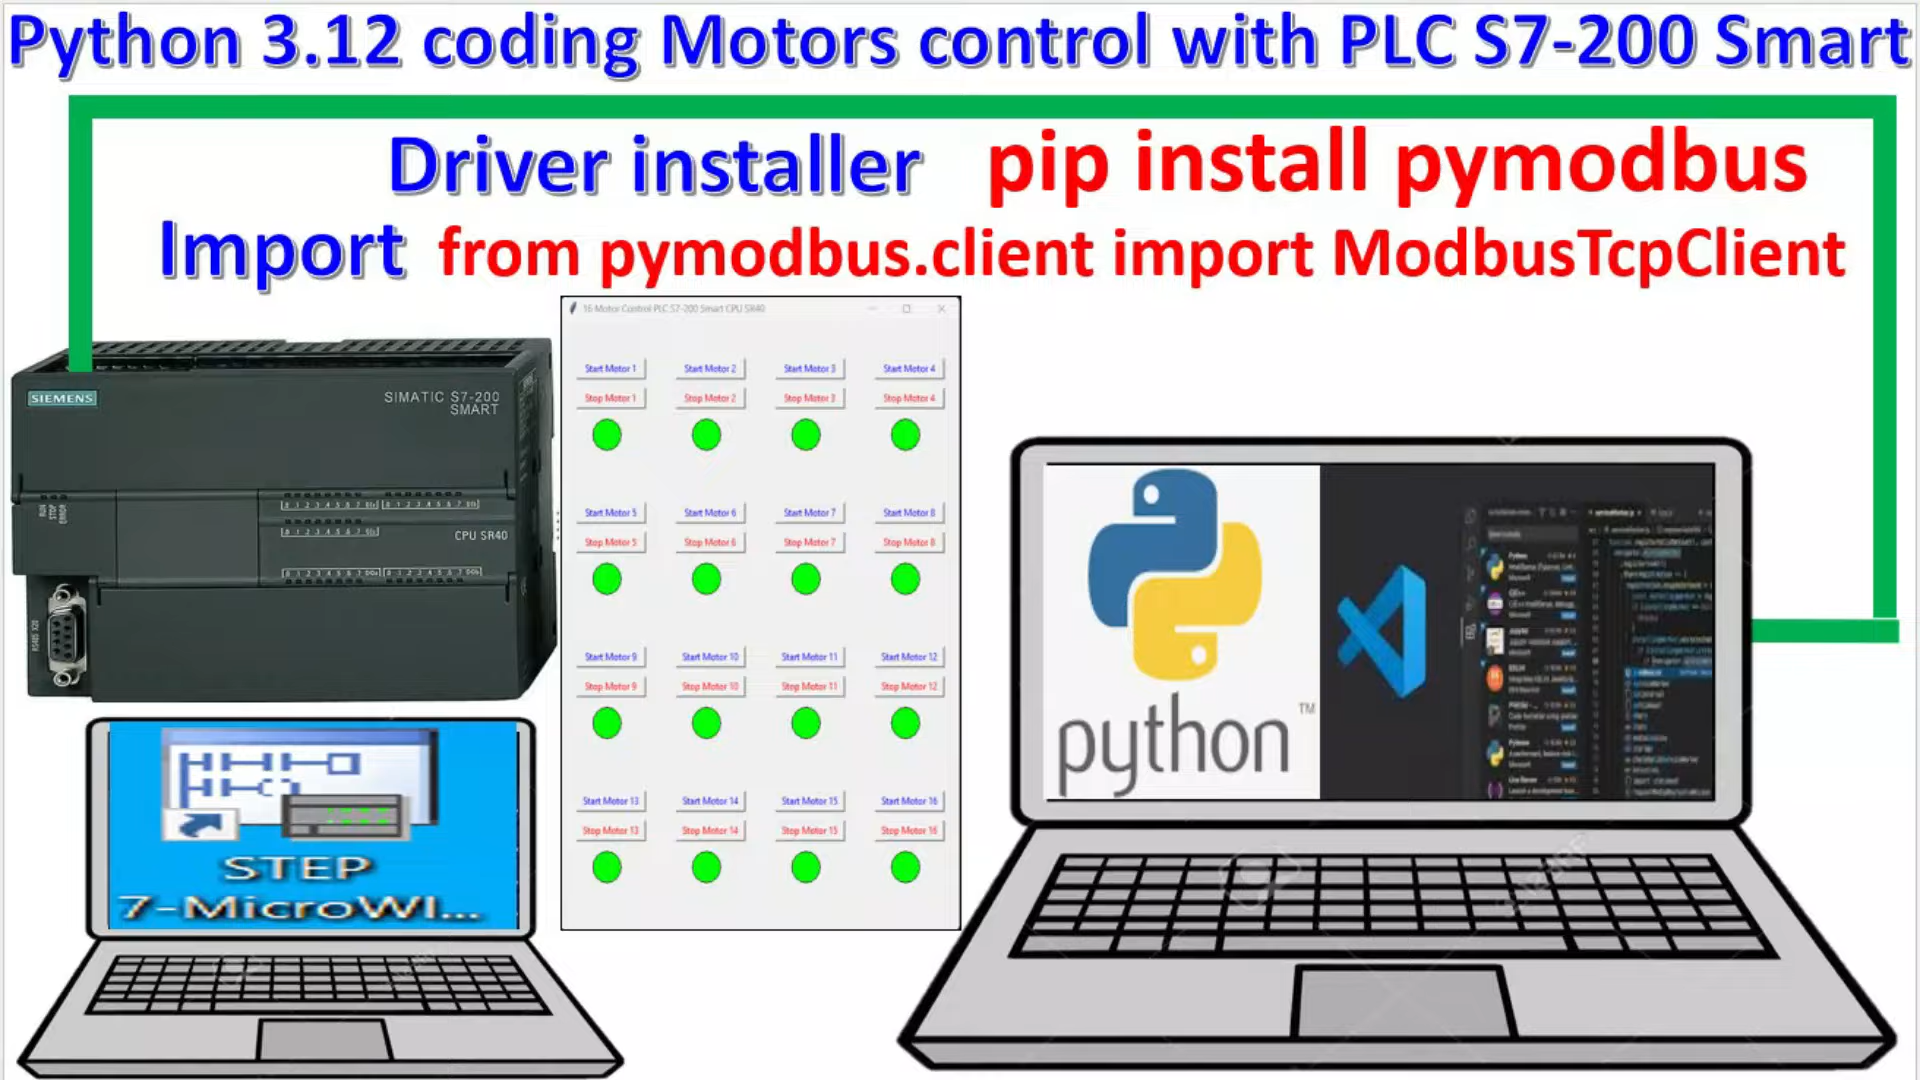 Python 3.12 coding Motors control with PLC S7-200 Smart
Driver installer pip install pymodbus
Import from pymodbus.client import ModbusTcpClient
16 Motor Control PLC S7-200 Smart CPU SR40
SIEMENS
SIMATIC S7-200
SMART
RUN
STOP
ERROR
CPU SR40
Start Motor 1 Start Motor 2 Start Motor 3 Start Motor 4
Stop Motor 1 Stop Motor 2 Stop Motor 3 Stop Motor 4
Start Motor 5 Start Motor 6 Start Motor 7 Start Motor 8
Stop Motor 5 Stop Motor 6 Stop Motor 7 Stop Motor 8
Start Motor 9 Start Motor 10 Start Motor 11 Start Motor 12
Stop Motor 9 Stop Motor 10 Stop Motor 11 Stop Motor 12
Start Motor 13 Start Motor 14 Start Motor 15 Start Motor 16
Stop Motor 13 Stop Motor 14 Stop Motor 15 Stop Motor 16
python TM
STEP
7-MicroWI...